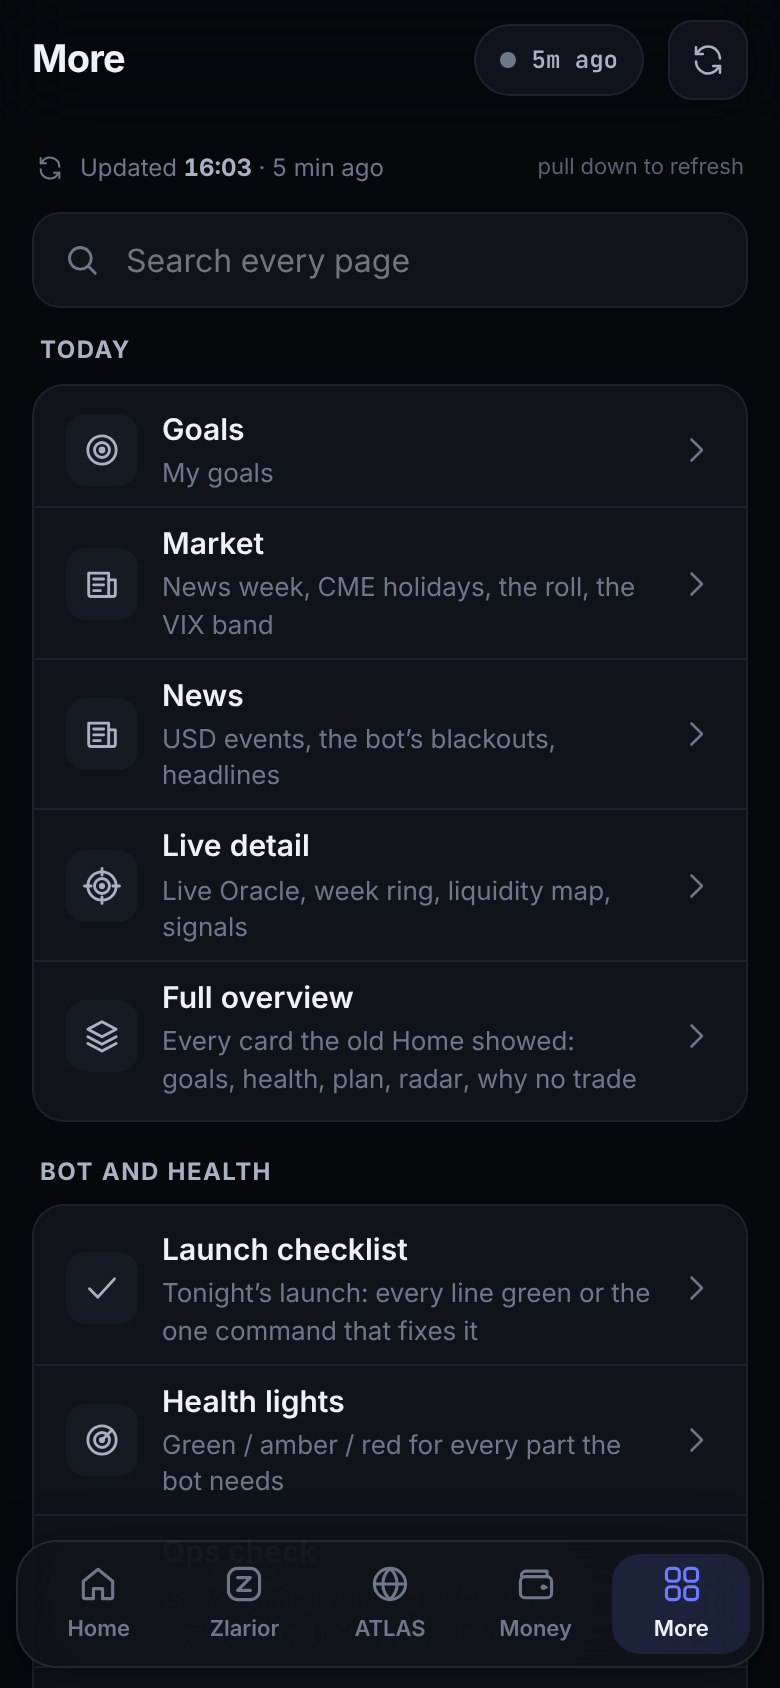 More
5m ago
Updated 16:03 · 5 min ago
pull down to refresh
Search every page
TODAY
Goals
My goals
Market
News week, CME holidays, the roll, the
VIX band
News
USD events, the bot’s blackouts,
headlines
Live detail
Live Oracle, week ring, liquidity map,
signals
Full overview
Every card the old Home showed:
goals, health, plan, radar, why no trade
BOT AND HEALTH
Launch checklist
Tonight’s launch: every line green or the
one command that fixes it
Health lights
Green / amber / red for every part the
bot needs
Ops check
Home
Zlarior
ATLAS
Money
More